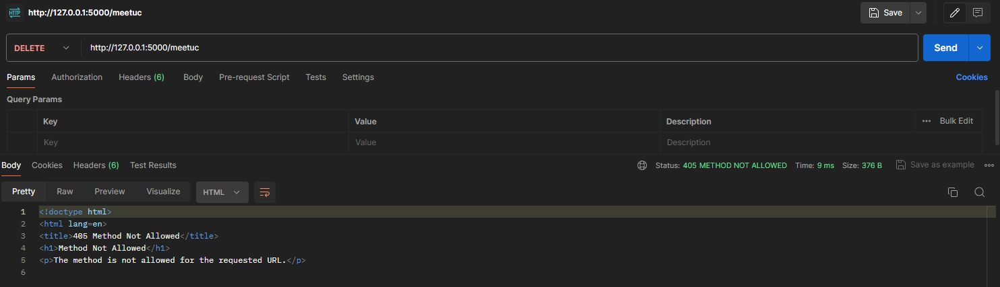 HTTP http://127.0.0.1:5000/meetuc Save
DELETE http://127.0.0.1:5000/meetuc Send
Params Authorization Headers (6) Body Pre-request Script Tests Settings Cookies
Query Params
Key Value Description ••• Bulk Edit
Key Value Description
Body Cookies Headers (6) Test Results Status: 405 METHOD NOT ALLOWED Time: 9 ms Size: 376 B Save as example
Pretty Raw Preview Visualize HTML
1 <!doctype html>
2 <html lang=en>
3 <title>405 Method Not Allowed</title>
4 <h1>Method Not Allowed</h1>
5 <p>The method is not allowed for the requested URL.</p>
6